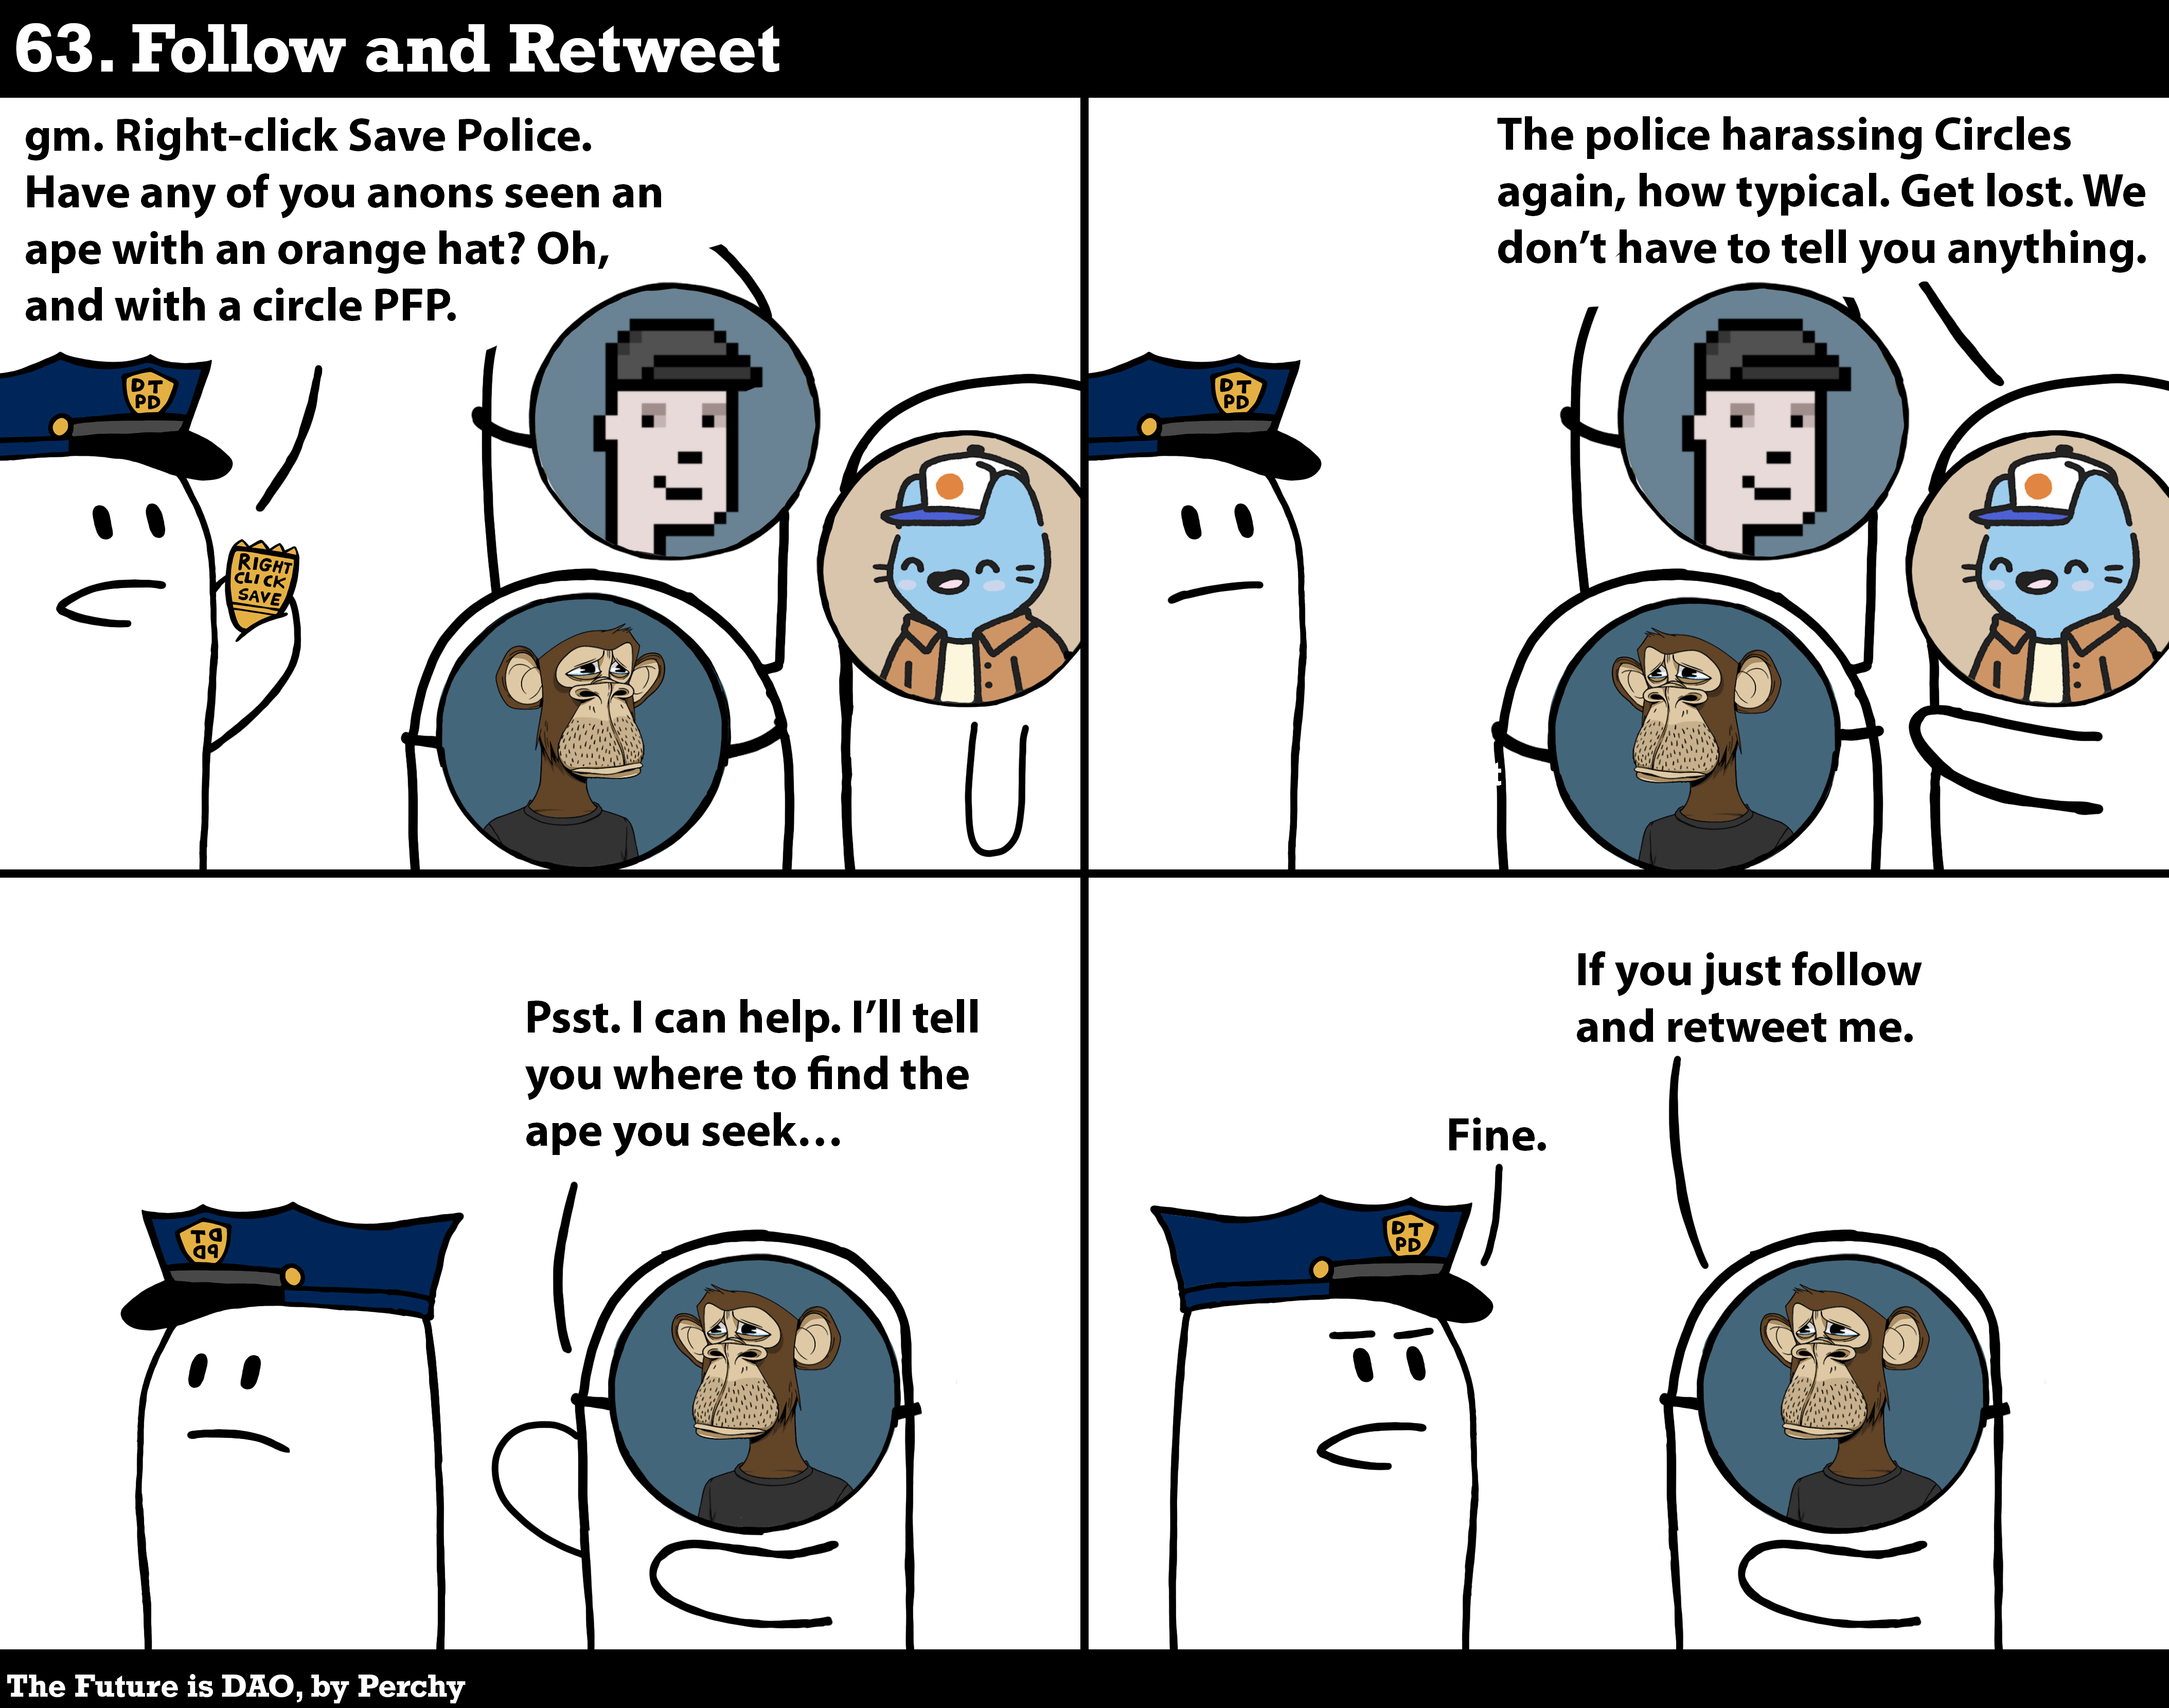 63. Follow and Retweet
gm. Right-click Save Police.
Have any of you anons seen an
ape with an orange hat? Oh,
and with a circle PFP.
DT
PD
RIGHT
CLICK
SAVE
The police harassing Circles
again, how typical. Get lost. We
don't have to tell you anything.
DT
PD
Psst. I can help. I'll tell
you where to find the
ape you seek...
DT
PD
If you just follow
and retweet me.
Fine.
DT
PD
The Future is DAO, by Perchy